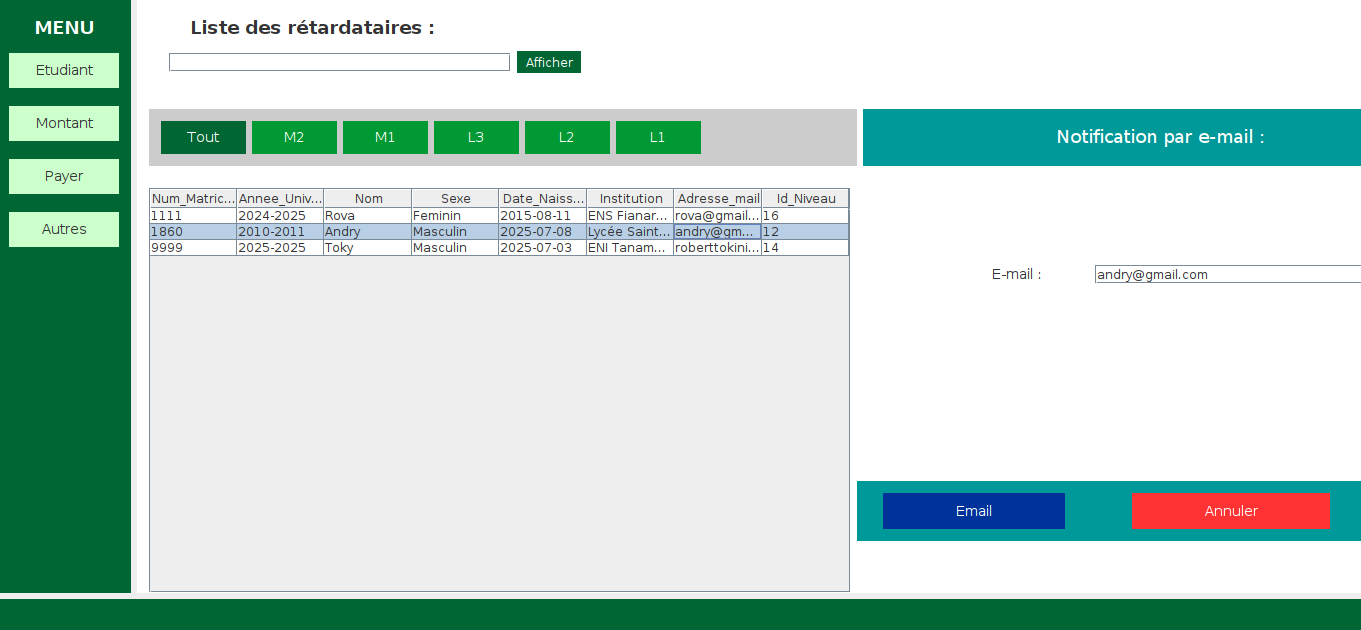 MENU
Etudiant
Montant
Payer
Autres
Liste des rétardataires :
Afficher
Tout M2 M1 L3 L2 L1
Num_Matric... Annee_Univ... Nom Sexe Date_Naiss... Institution Adresse_mail Id_Niveau
1111 2024-2025 Rova Feminin 2015-08-11 ENS Fianar... rova@gmail... 16
1860 2010-2011 Andry Masculin 2025-07-08 Lycée Saint... andry@gm... 12
9999 2025-2025 Toky Masculin 2025-07-03 ENI Tanam... roberttokini... 14
Notification par e-mail :
E-mail : andry@gmail.com
Email Annuler